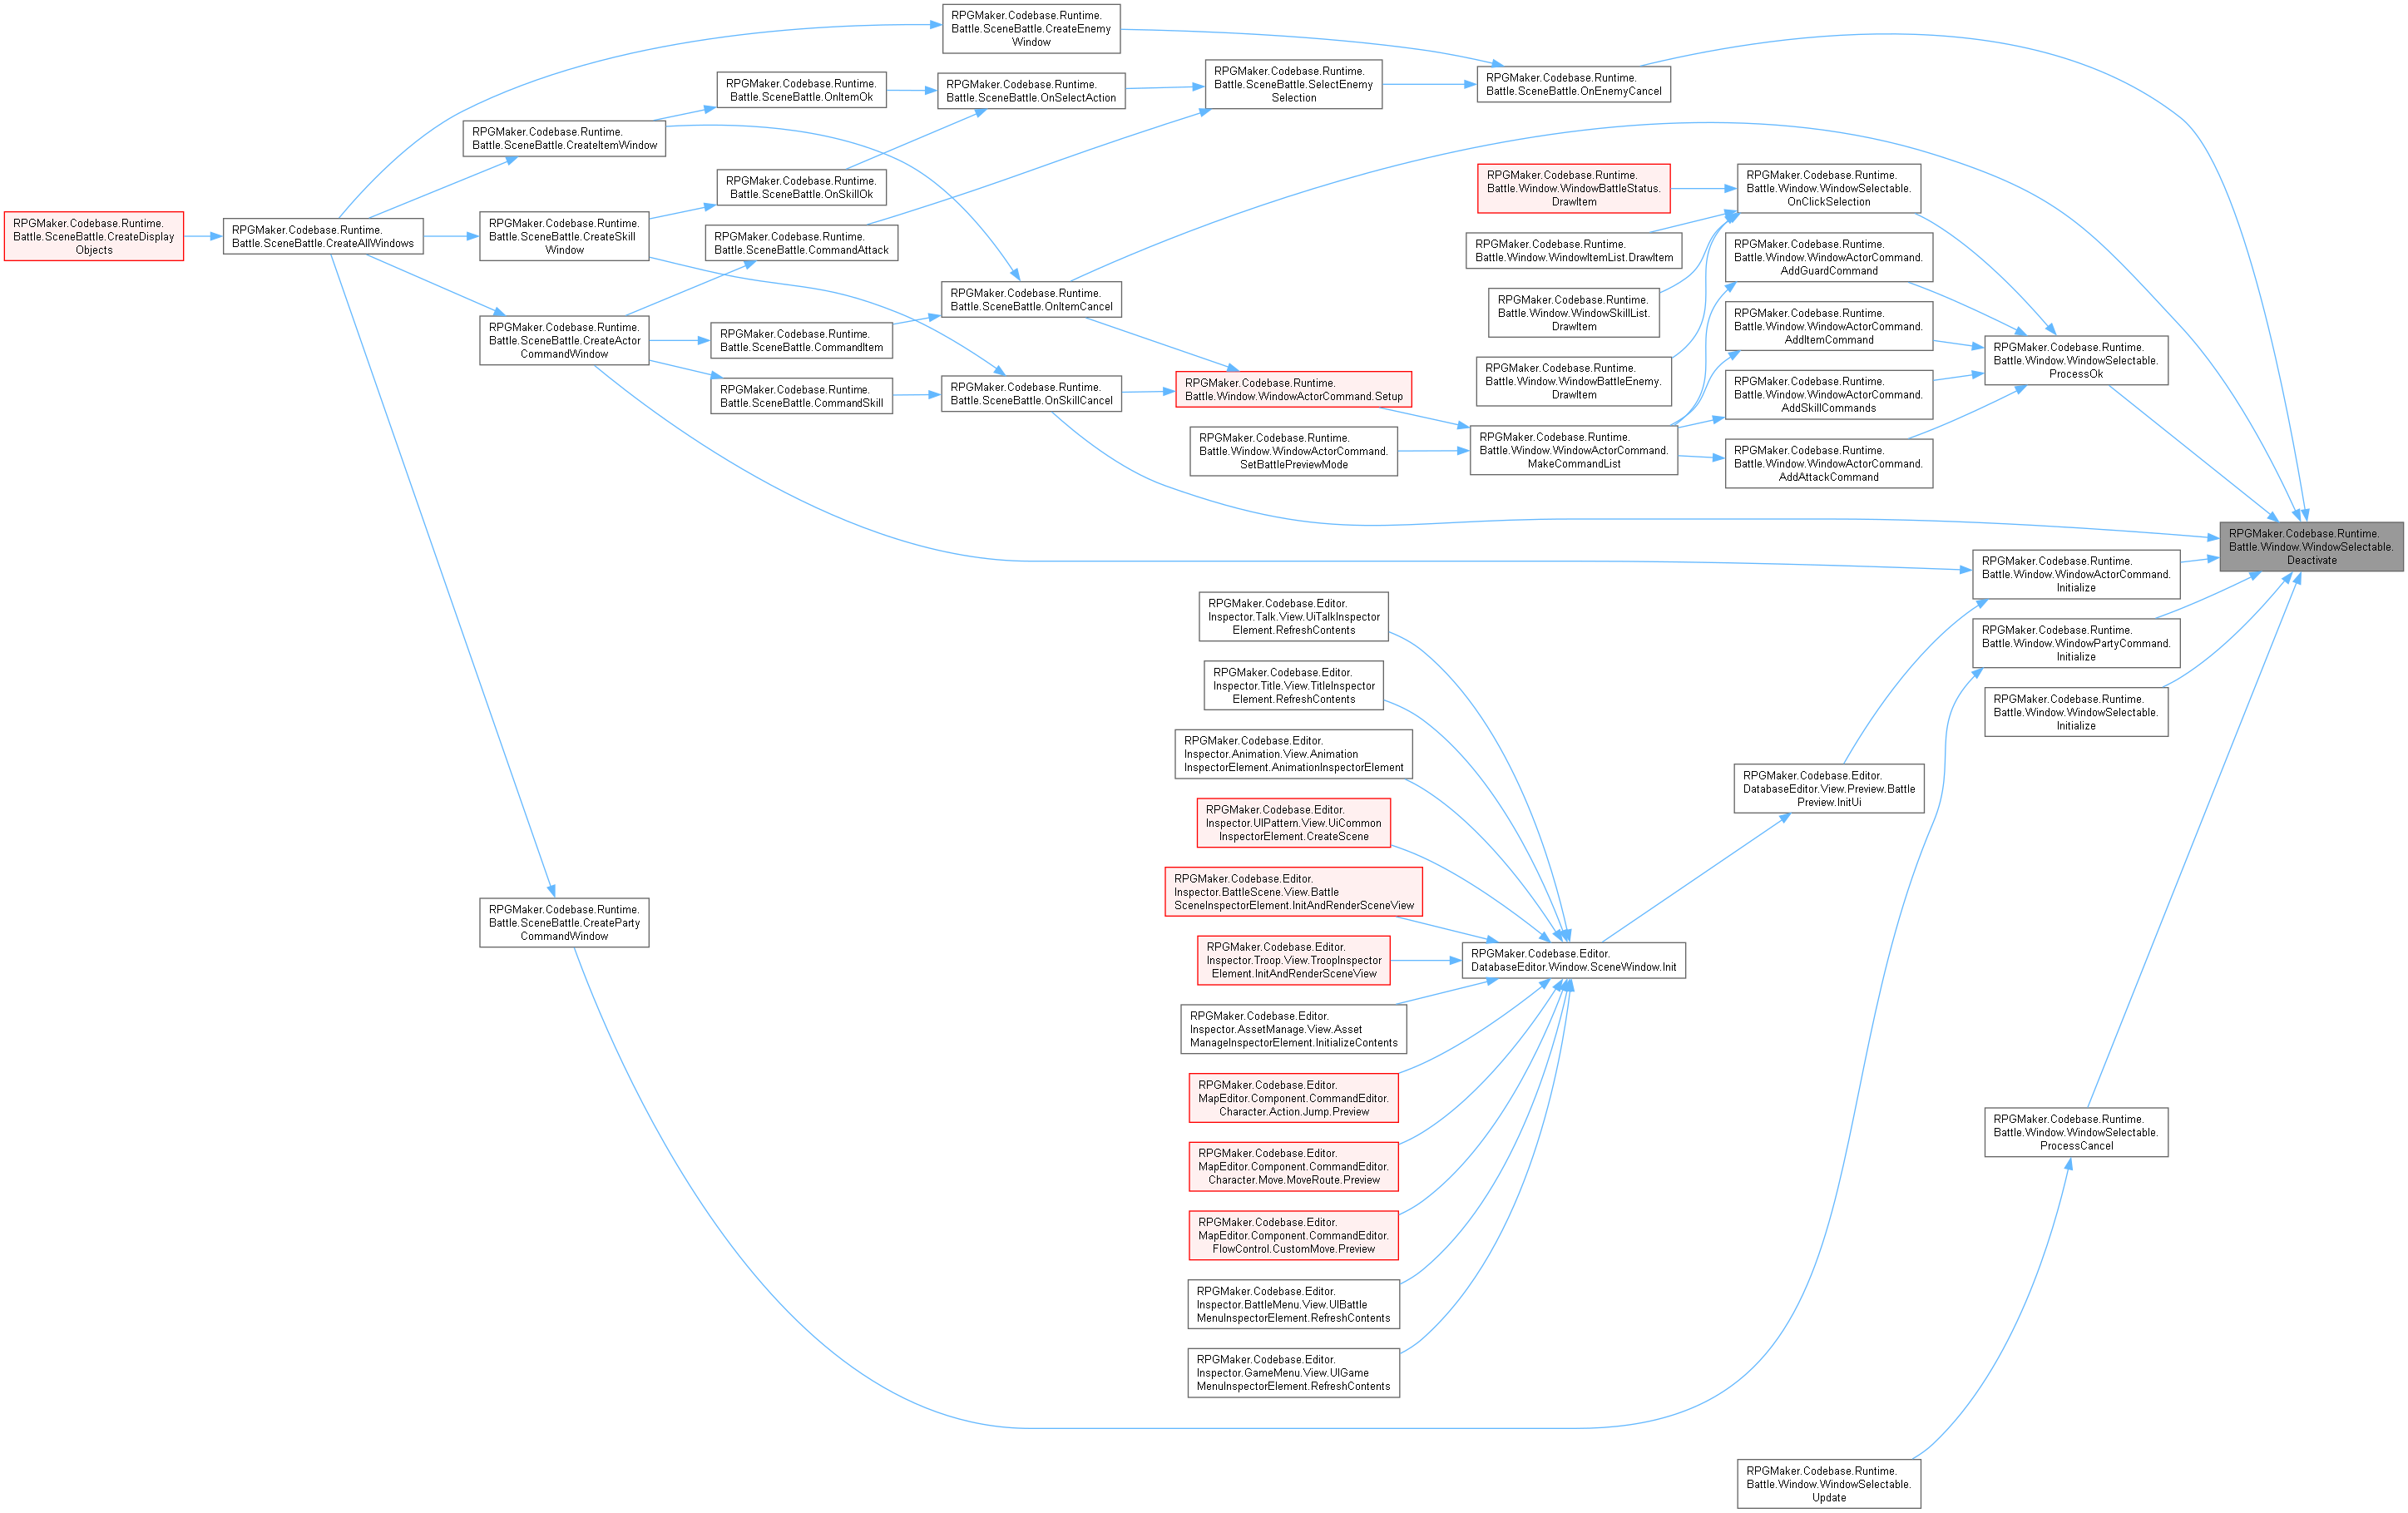 RPGMaker.Codebase.Runtime.
Battle.SceneBattle.CreateEnemy
Window
RPGMaker.Codebase.Runtime.
Battle.SceneBattle.OnItemOk
RPGMaker.Codebase.Runtime.
Battle.SceneBattle.OnSelectAction
RPGMaker.Codebase.Runtime.
Battle.SceneBattle.SelectEnemy
Selection
RPGMaker.Codebase.Runtime.
Battle.SceneBattle.OnEnemyCancel
RPGMaker.Codebase.Runtime.
Battle.SceneBattle.CreateItemWindow
RPGMaker.Codebase.Runtime.
Battle.SceneBattle.OnSkillOk
RPGMaker.Codebase.Runtime.
Battle.Window.WindowBattleStatus.
DrawItem
RPGMaker.Codebase.Runtime.
Battle.Window.WindowSelectable.
OnClickSelection
RPGMaker.Codebase.Runtime.
Battle.SceneBattle.CreateDisplay
Objects
RPGMaker.Codebase.Runtime.
Battle.SceneBattle.CreateAllWindows
RPGMaker.Codebase.Runtime.
Battle.SceneBattle.CreateSkill
Window
RPGMaker.Codebase.Runtime.
Battle.SceneBattle.CommandAttack
RPGMaker.Codebase.Runtime.
Battle.Window.WindowItemList.DrawItem
RPGMaker.Codebase.Runtime.
Battle.Window.WindowActorCommand.
AddGuardCommand
RPGMaker.Codebase.Runtime.
Battle.SceneBattle.OnItemCancel
RPGMaker.Codebase.Runtime.
Battle.Window.WindowSkillList.
DrawItem
RPGMaker.Codebase.Runtime.
Battle.Window.WindowActorCommand.
AddItemCommand
RPGMaker.Codebase.Runtime.
Battle.SceneBattle.CreateActor
CommandWindow
RPGMaker.Codebase.Runtime.
Battle.SceneBattle.CommandItem
RPGMaker.Codebase.Runtime.
Battle.Window.WindowSelectable.
ProcessOk
RPGMaker.Codebase.Runtime.
Battle.SceneBattle.CommandSkill
RPGMaker.Codebase.Runtime.
Battle.SceneBattle.OnSkillCancel
RPGMaker.Codebase.Runtime.
Battle.Window.WindowActorCommand.Setup
RPGMaker.Codebase.Runtime.
Battle.Window.WindowBattleEnemy.
DrawItem
RPGMaker.Codebase.Runtime.
Battle.Window.WindowActorCommand.
AddSkillCommands
RPGMaker.Codebase.Runtime.
Battle.Window.WindowActorCommand.
SetBattlePreviewMode
RPGMaker.Codebase.Runtime.
Battle.Window.WindowActorCommand.
MakeCommandList
RPGMaker.Codebase.Runtime.
Battle.Window.WindowActorCommand.
AddAttackCommand
RPGMaker.Codebase.Runtime.
Battle.Window.WindowSelectable.
Deactivate
RPGMaker.Codebase.Runtime.
Battle.Window.WindowActorCommand.
Initialize
RPGMaker.Codebase.Editor.
Inspector.Talk.View.UiTalkInspector
Element.RefreshContents
RPGMaker.Codebase.Runtime.
Battle.Window.WindowPartyCommand.
Initialize
RPGMaker.Codebase.Editor.
Inspector.Title.View.TitleInspector
Element.RefreshContents
RPGMaker.Codebase.Runtime.
Battle.Window.WindowSelectable.
Initialize
RPGMaker.Codebase.Editor.
Inspector.Animation.View.Animation
InspectorElement.AnimationInspectorElement
RPGMaker.Codebase.Editor.
DatabaseEditor.View.Preview.Battle
Preview.InitUi
RPGMaker.Codebase.Editor.
Inspector.UIPattern.View.UiCommon
InspectorElement.CreateScene
RPGMaker.Codebase.Editor.
Inspector.BattleScene.View.Battle
SceneInspectorElement.InitAndRenderSceneView
RPGMaker.Codebase.Runtime.
Battle.SceneBattle.CreateParty
CommandWindow
RPGMaker.Codebase.Editor.
Inspector.Troop.View.TroopInspector
Element.InitAndRenderSceneView
RPGMaker.Codebase.Editor.
DatabaseEditor.Window.SceneWindow.Init
RPGMaker.Codebase.Editor.
Inspector.AssetManage.View.Asset
ManageInspectorElement.InitializeContents
RPGMaker.Codebase.Editor.
MapEditor.Component.CommandEditor.
Character.Action.Jump.Preview
RPGMaker.Codebase.Runtime.
Battle.Window.WindowSelectable.
ProcessCancel
RPGMaker.Codebase.Editor.
MapEditor.Component.CommandEditor.
Character.Move.MoveRoute.Preview
RPGMaker.Codebase.Editor.
MapEditor.Component.CommandEditor.
FlowControl.CustomMove.Preview
RPGMaker.Codebase.Editor.
Inspector.BattleMenu.View.UIBattle
MenuInspectorElement.RefreshContents
RPGMaker.Codebase.Editor.
Inspector.GameMenu.View.UIGame
MenuInspectorElement.RefreshContents
RPGMaker.Codebase.Runtime.
Battle.Window.WindowSelectable.
Update